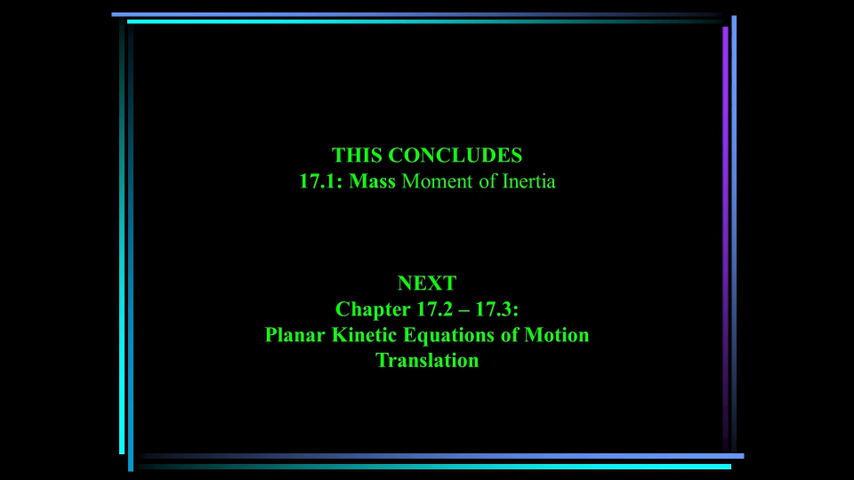 THIS CONCLUDES
17.1: Mass Moment of Inertia
NEXT
Chapter 17.2 – 17.3:
Planar Kinetic Equations of Motion
Translation